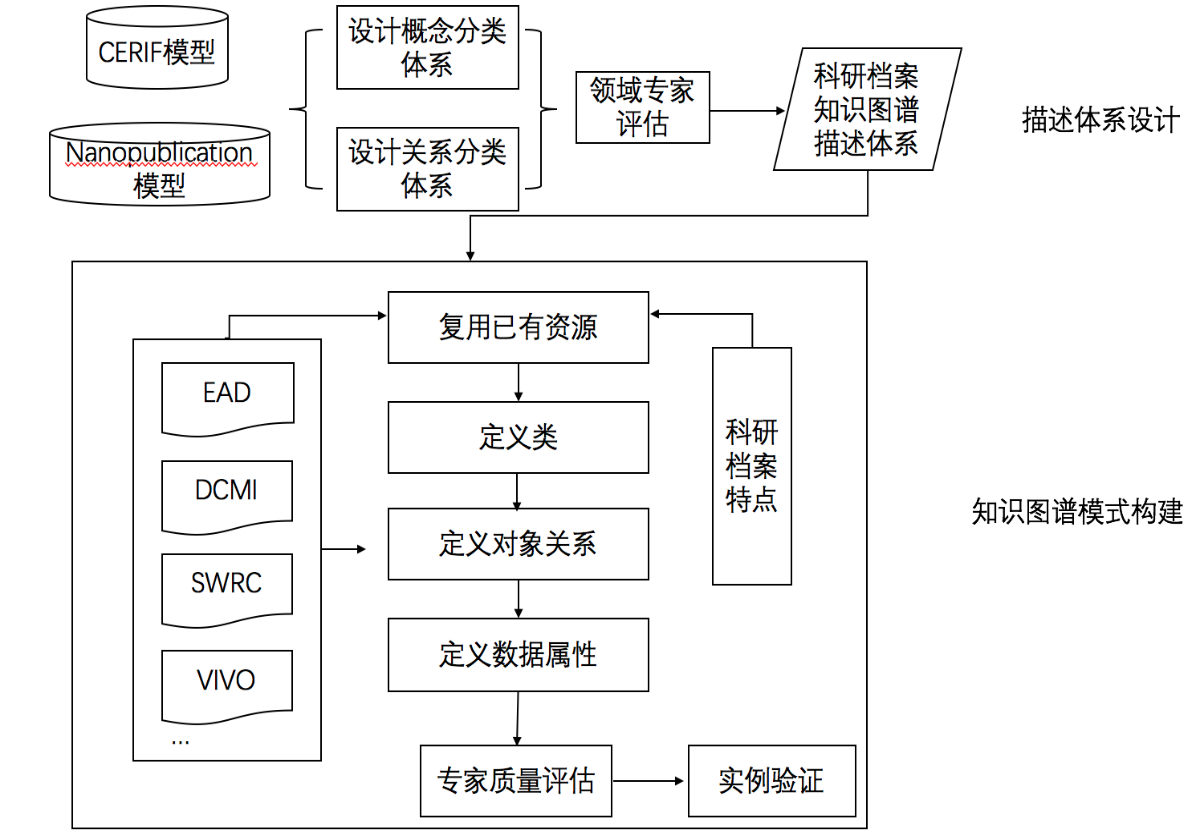 CERIF模型
Nanopublication
模型
设计概念分类
体系
设计关系分类
体系
领域专家
评估
科研档案
知识图谱
描述体系
描述体系设计
复用已有资源
EAD
DCMI
SWRC
VIVO
...
定义类
定义对象关系
定义数据属性
科研
档案
特点
专家质量评估
实例验证
知识图谱模式构建